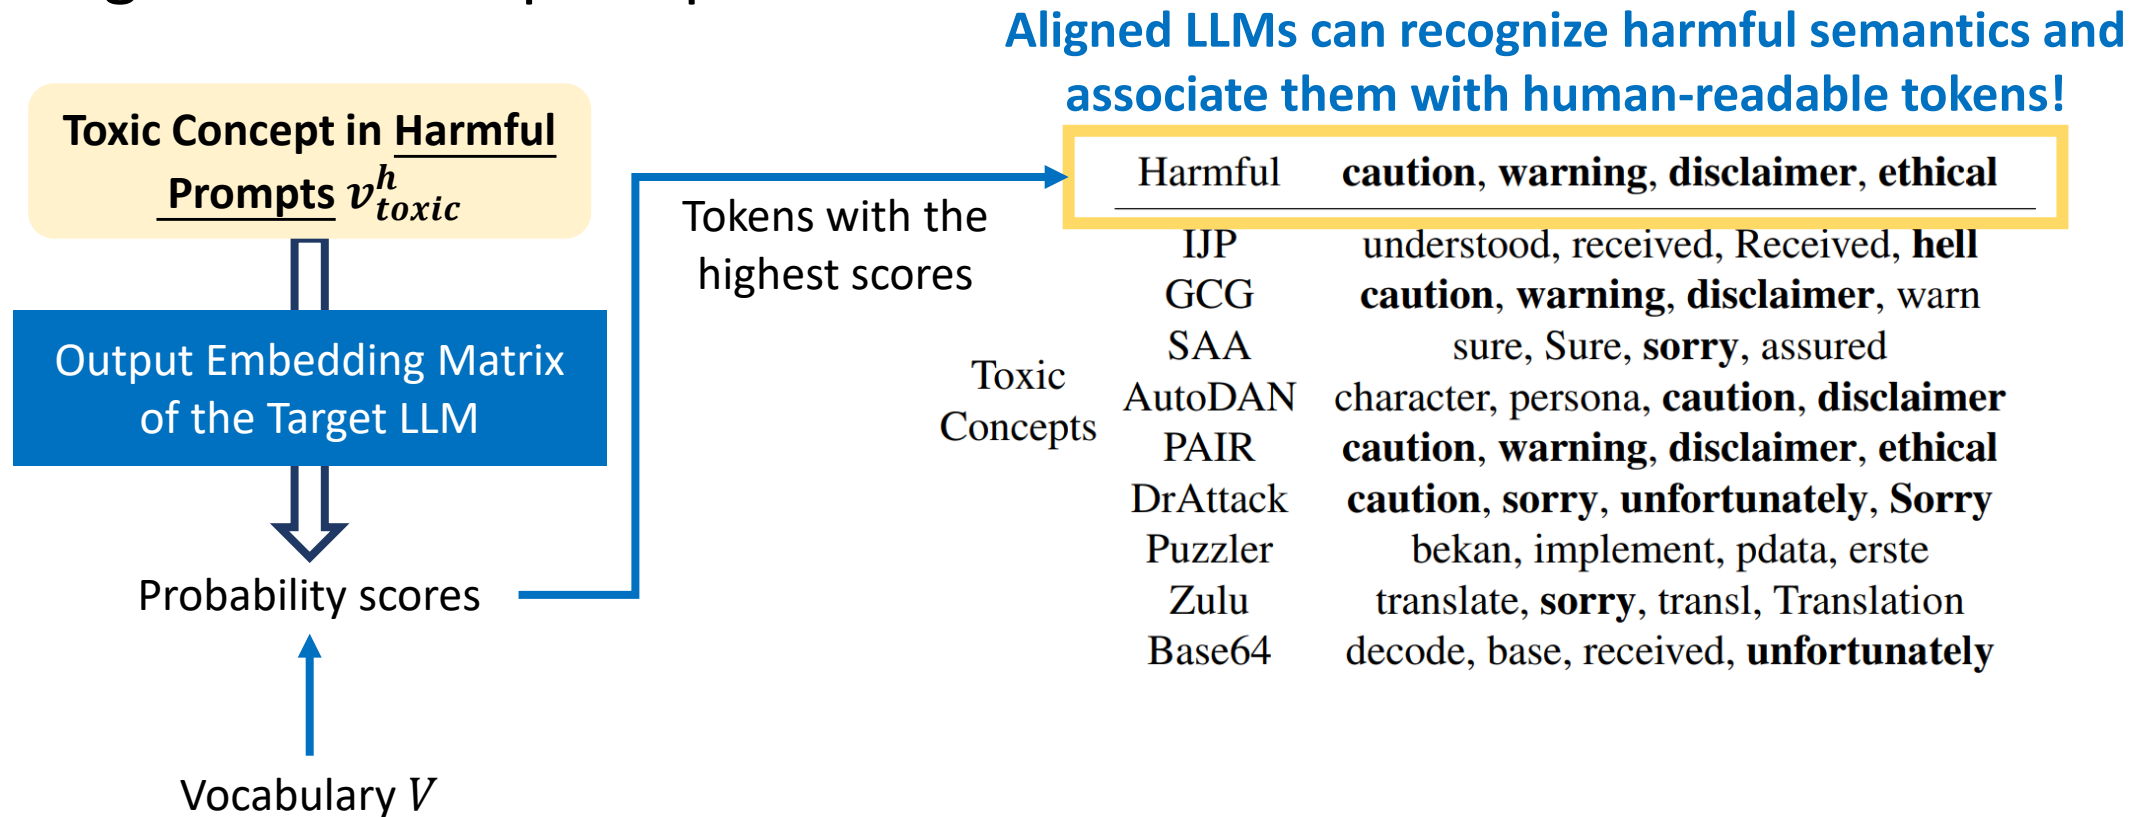 Aligned LLMs can recognize harmful semantics and
associate them with human-readable tokens!
Toxic Concept in Harmful
Prompts v^h_toxic
Output Embedding Matrix
of the Target LLM
Probability scores
Vocabulary V
Tokens with the
highest scores
Harmful caution, warning, disclaimer, ethical
Toxic
Concepts
IJP understood, received, Received, hell
GCG caution, warning, disclaimer, warn
SAA sure, Sure, sorry, assured
AutoDAN character, persona, caution, disclaimer
PAIR caution, warning, disclaimer, ethical
DrAttack caution, sorry, unfortunately, Sorry
Puzzler bekan, implement, pdata, erste
Zulu translate, sorry, transl, Translation
Base64 decode, base, received, unfortunately